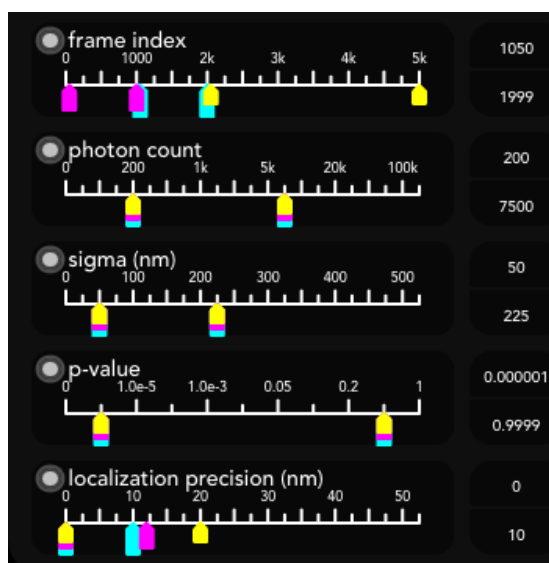 frame index
0 1000 2k 3k 4k 5k
1050
1999
photon count
0 200 1k 5k 20k 100k
200
7500
sigma (nm)
0 100 200 300 400 500
50
225
p-value
0 1.0e-5 1.0e-3 0.05 0.2 1
0.000001
0.9999
localization precision (nm)
0 10 20 30 40 50
0
10